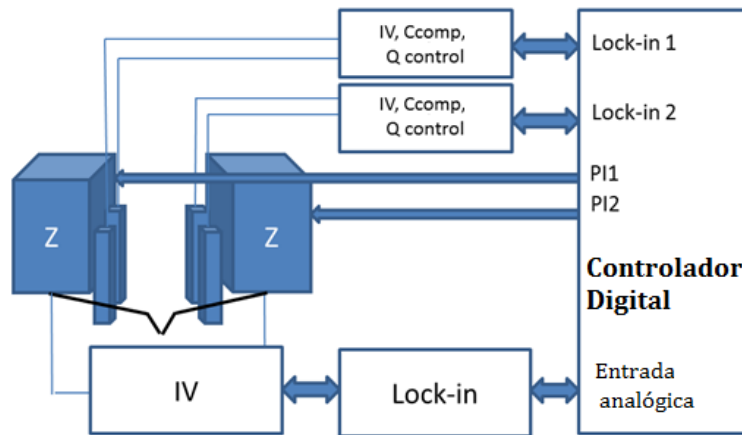 IV, Ccomp,
Q control
Lock-in 1
IV, Ccomp,
Q control
Lock-in 2
PI1
PI2
Z
Z
Controlador
Digital
IV
Lock-in
Entrada
analógica